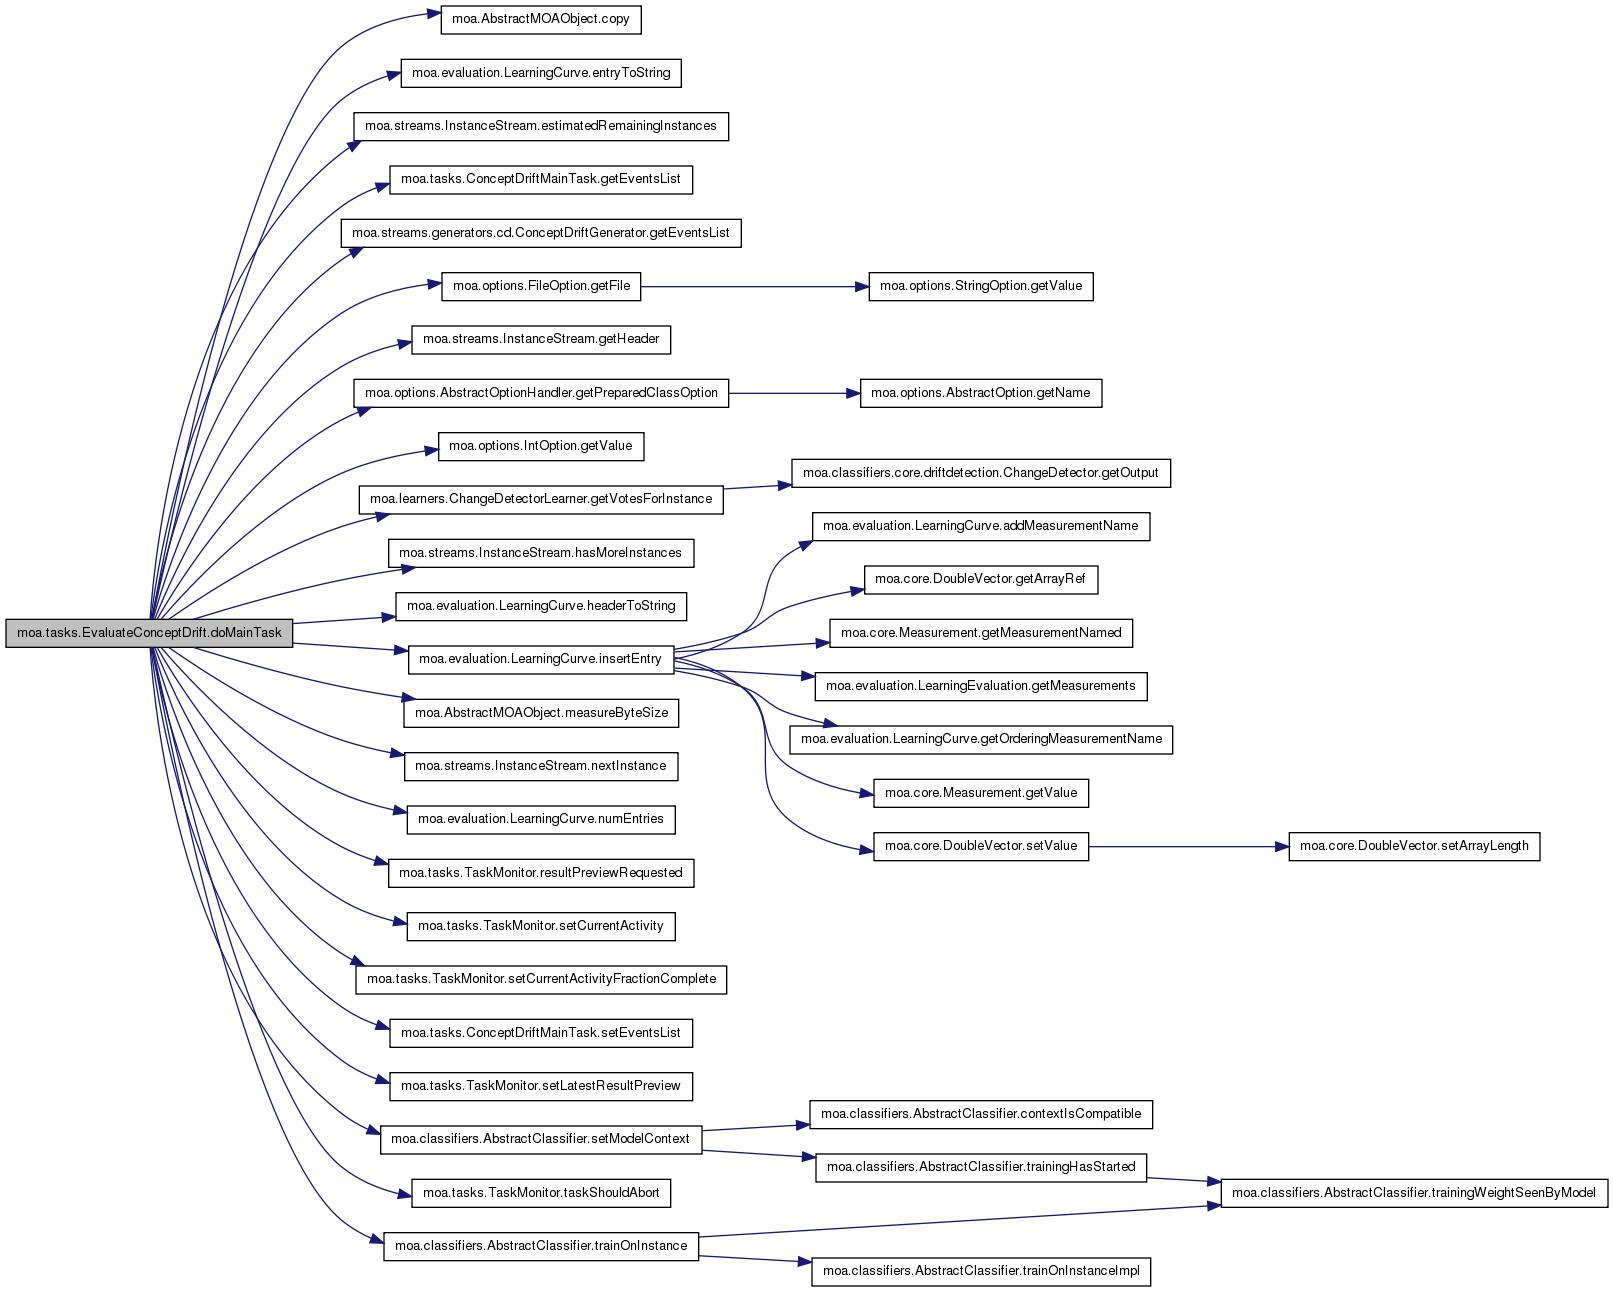 moa.AbstractMOAObject.copy
moa.evaluation.LearningCurve.entryToString
moa.streams.InstanceStream.estimatedRemainingInstances
moa.tasks.ConceptDriftMainTask.getEventsList
moa.streams.generators.cd.ConceptDriftGenerator.getEventsList
moa.options.FileOption.getFile
moa.options.StringOption.getValue
moa.streams.InstanceStream.getHeader
moa.options.AbstractOptionHandler.getPreparedClassOption
moa.options.AbstractOption.getName
moa.options.IntOption.getValue
moa.classifiers.core.driftdetection.ChangeDetector.getOutput
moa.learners.ChangeDetectorLearner.getVotesForInstance
moa.evaluation.LearningCurve.addMeasurementName
moa.streams.InstanceStream.hasMoreInstances
moa.core.DoubleVector.getArrayRef
moa.evaluation.LearningCurve.headerToString
moa.tasks.EvaluateConceptDrift.doMainTask
moa.core.Measurement.getMeasurementNamed
moa.evaluation.LearningCurve.insertEntry
moa.evaluation.LearningEvaluation.getMeasurements
moa.AbstractMOAObject.measureByteSize
moa.evaluation.LearningCurve.getOrderingMeasurementName
moa.streams.InstanceStream.nextInstance
moa.core.Measurement.getValue
moa.evaluation.LearningCurve.numEntries
moa.core.DoubleVector.setValue
moa.core.DoubleVector.setArrayLength
moa.tasks.TaskMonitor.resultPreviewRequested
moa.tasks.TaskMonitor.setCurrentActivity
moa.tasks.TaskMonitor.setCurrentActivityFractionComplete
moa.tasks.ConceptDriftMainTask.setEventsList
moa.tasks.TaskMonitor.setLatestResultPreview
moa.classifiers.AbstractClassifier.contextIsCompatible
moa.classifiers.AbstractClassifier.setModelContext
moa.classifiers.AbstractClassifier.trainingHasStarted
moa.tasks.TaskMonitor.taskShouldAbort
moa.classifiers.AbstractClassifier.trainingWeightSeenByModel
moa.classifiers.AbstractClassifier.trainOnInstance
moa.classifiers.AbstractClassifier.trainOnInstanceImpl